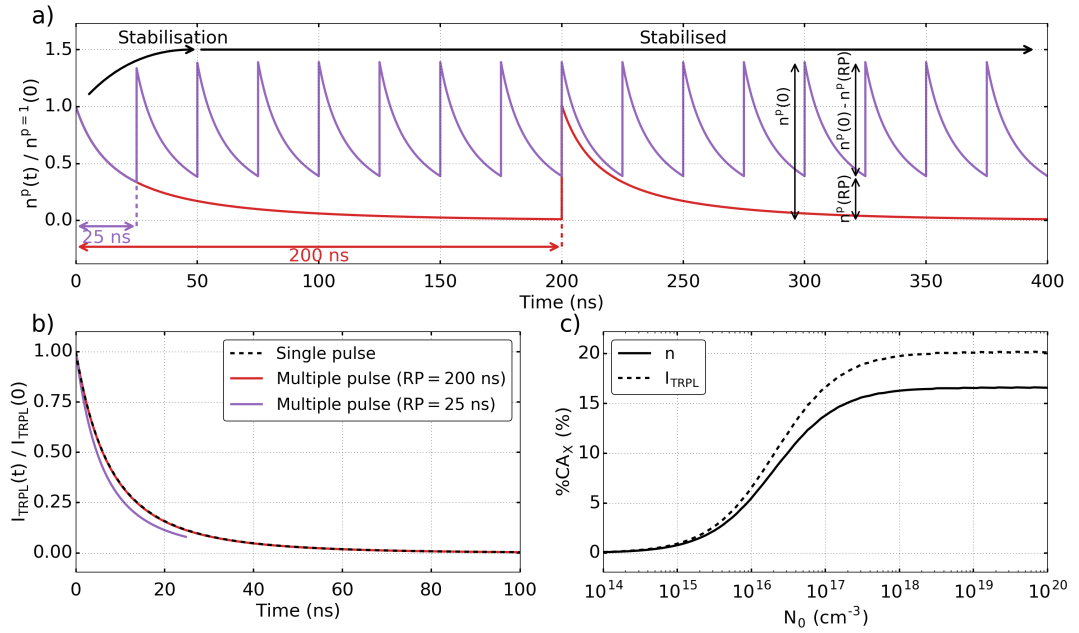 a)
Stabilisation
Stabilised
n^p(t) / n^{p=1}(0)
1.5
1.0
0.5
0.0
n^p(0)
n^p(0) - n^p(RP)
n^p(RP)
25 ns
200 ns
0 50 100 150 200 250 300 350 400
Time (ns)
b)
I_TRPL(t) / I_TRPL(0)
1.00
0.75
0.50
0.25
0.00
Single pulse
Multiple pulse (RP = 200 ns)
Multiple pulse (RP = 25 ns)
0 20 40 60 80 100
Time (ns)
c)
%CA_X (%)
20
15
10
5
0
n
I_TRPL
10^14 10^15 10^16 10^17 10^18 10^19 10^20
N_0 (cm^-3)